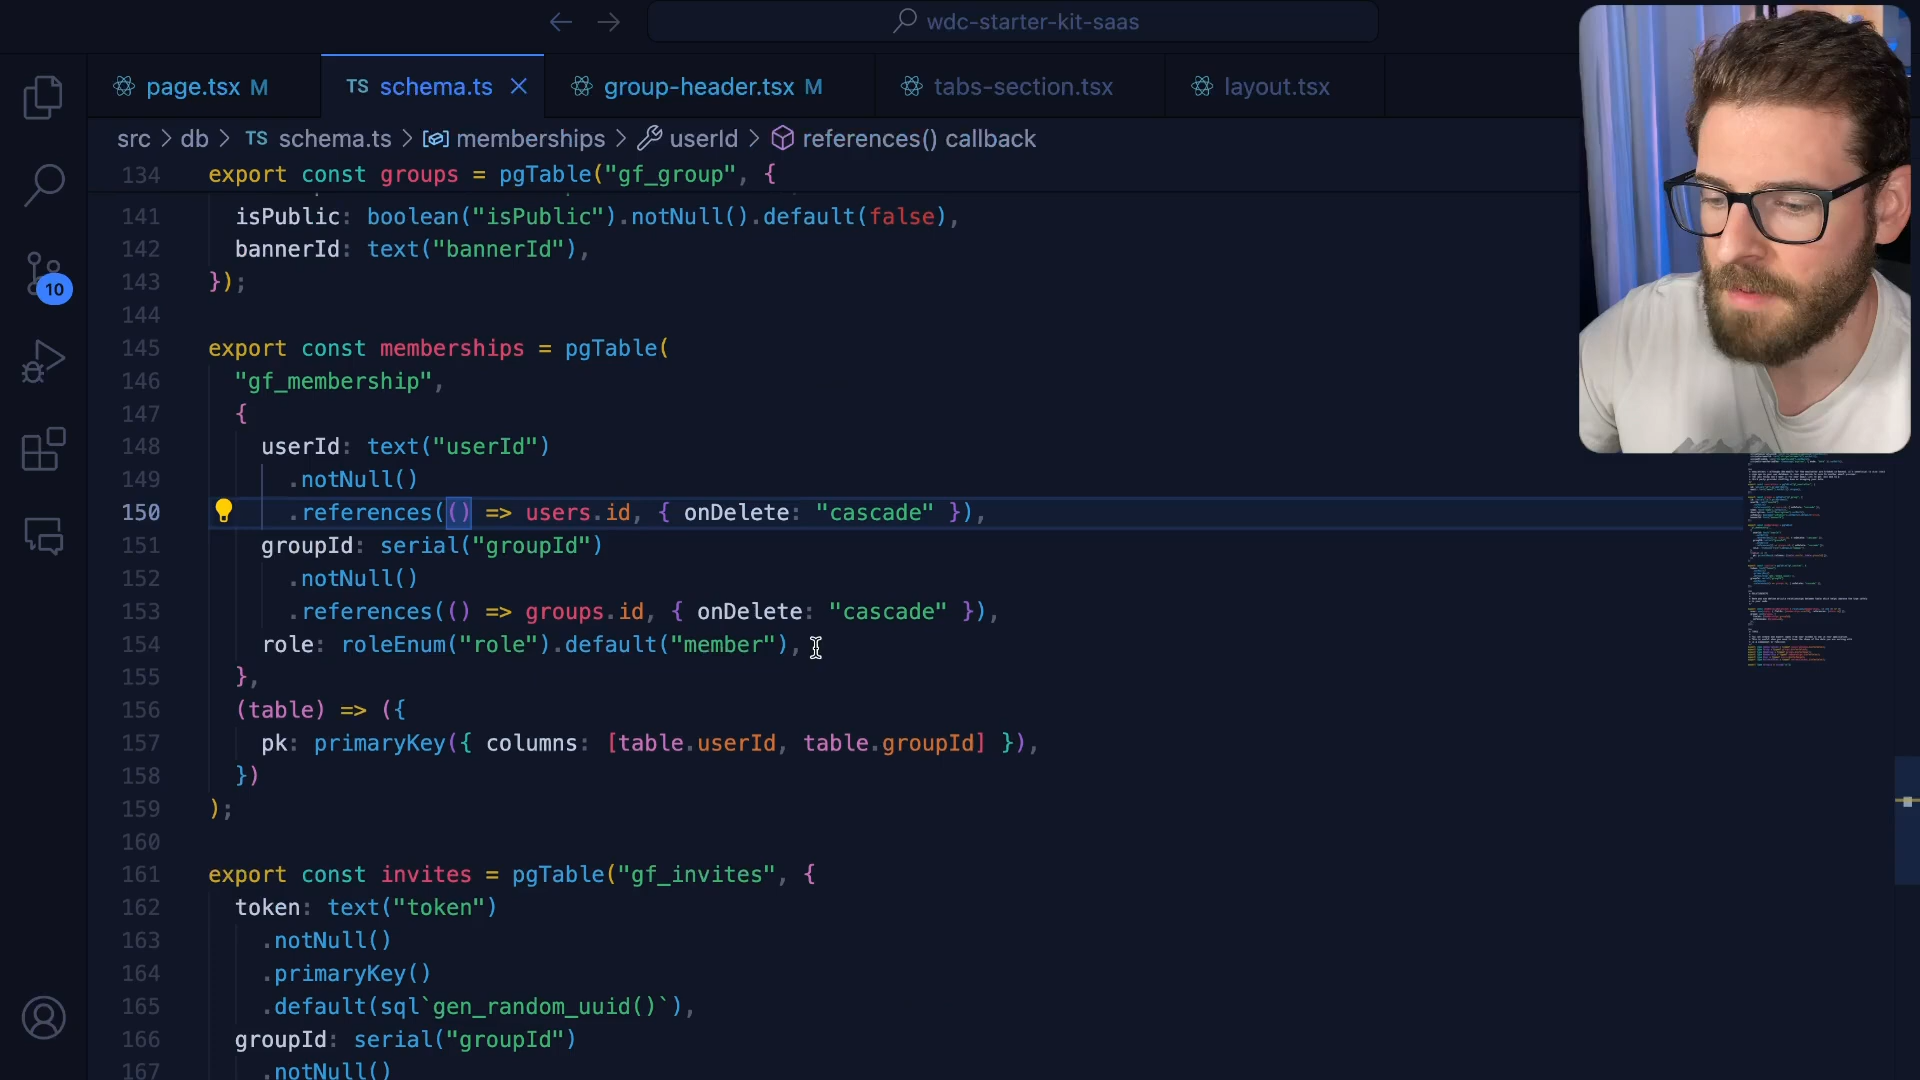 wdc-starter-kit-saas
page.tsx M
TS schema.ts
group-header.tsx M
tabs-section.tsx
layout.tsx
src > db > TS schema.ts > memberships > userId > references() callback
134 export const groups = pgTable("gf_group", {
141 isPublic: boolean("isPublic").notNull().default(false),
142 bannerId: text("bannerId"),
143 });
144
145 export const memberships = pgTable(
146 "gf_membership",
147 {
148 userId: text("userId")
149 .notNull()
150 .references(() => users.id, { onDelete: "cascade" }),
151 groupId: serial("groupId")
152 .notNull()
153 .references(() => groups.id, { onDelete: "cascade" }),
154 role: roleEnum("role").default("member"),
155 },
156 (table) => ({
157 pk: primaryKey({ columns: [table.userId, table.groupId] }),
158 })
159 );
160
161 export const invites = pgTable("gf_invites", {
162 token: text("token")
163 .notNull()
164 .primaryKey()
165 .default(sql`gen_random_uuid()`),
166 groupId: serial("groupId")
167 .notNull()
10